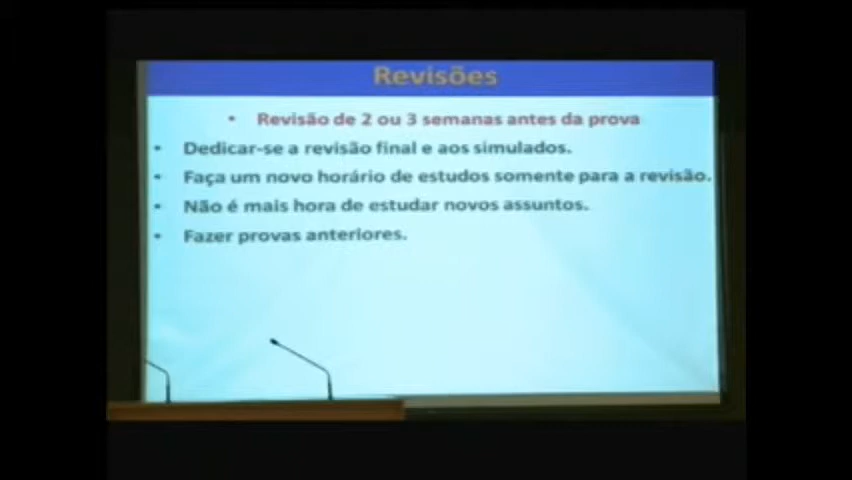 Revisões
• Revisão de 2 ou 3 semanas antes da prova
• Dedicar-se a revisão final e aos simulados.
• Faça um novo horário de estudos somente para a revisão.
• Não é mais hora de estudar novos assuntos.
• Fazer provas anteriores.